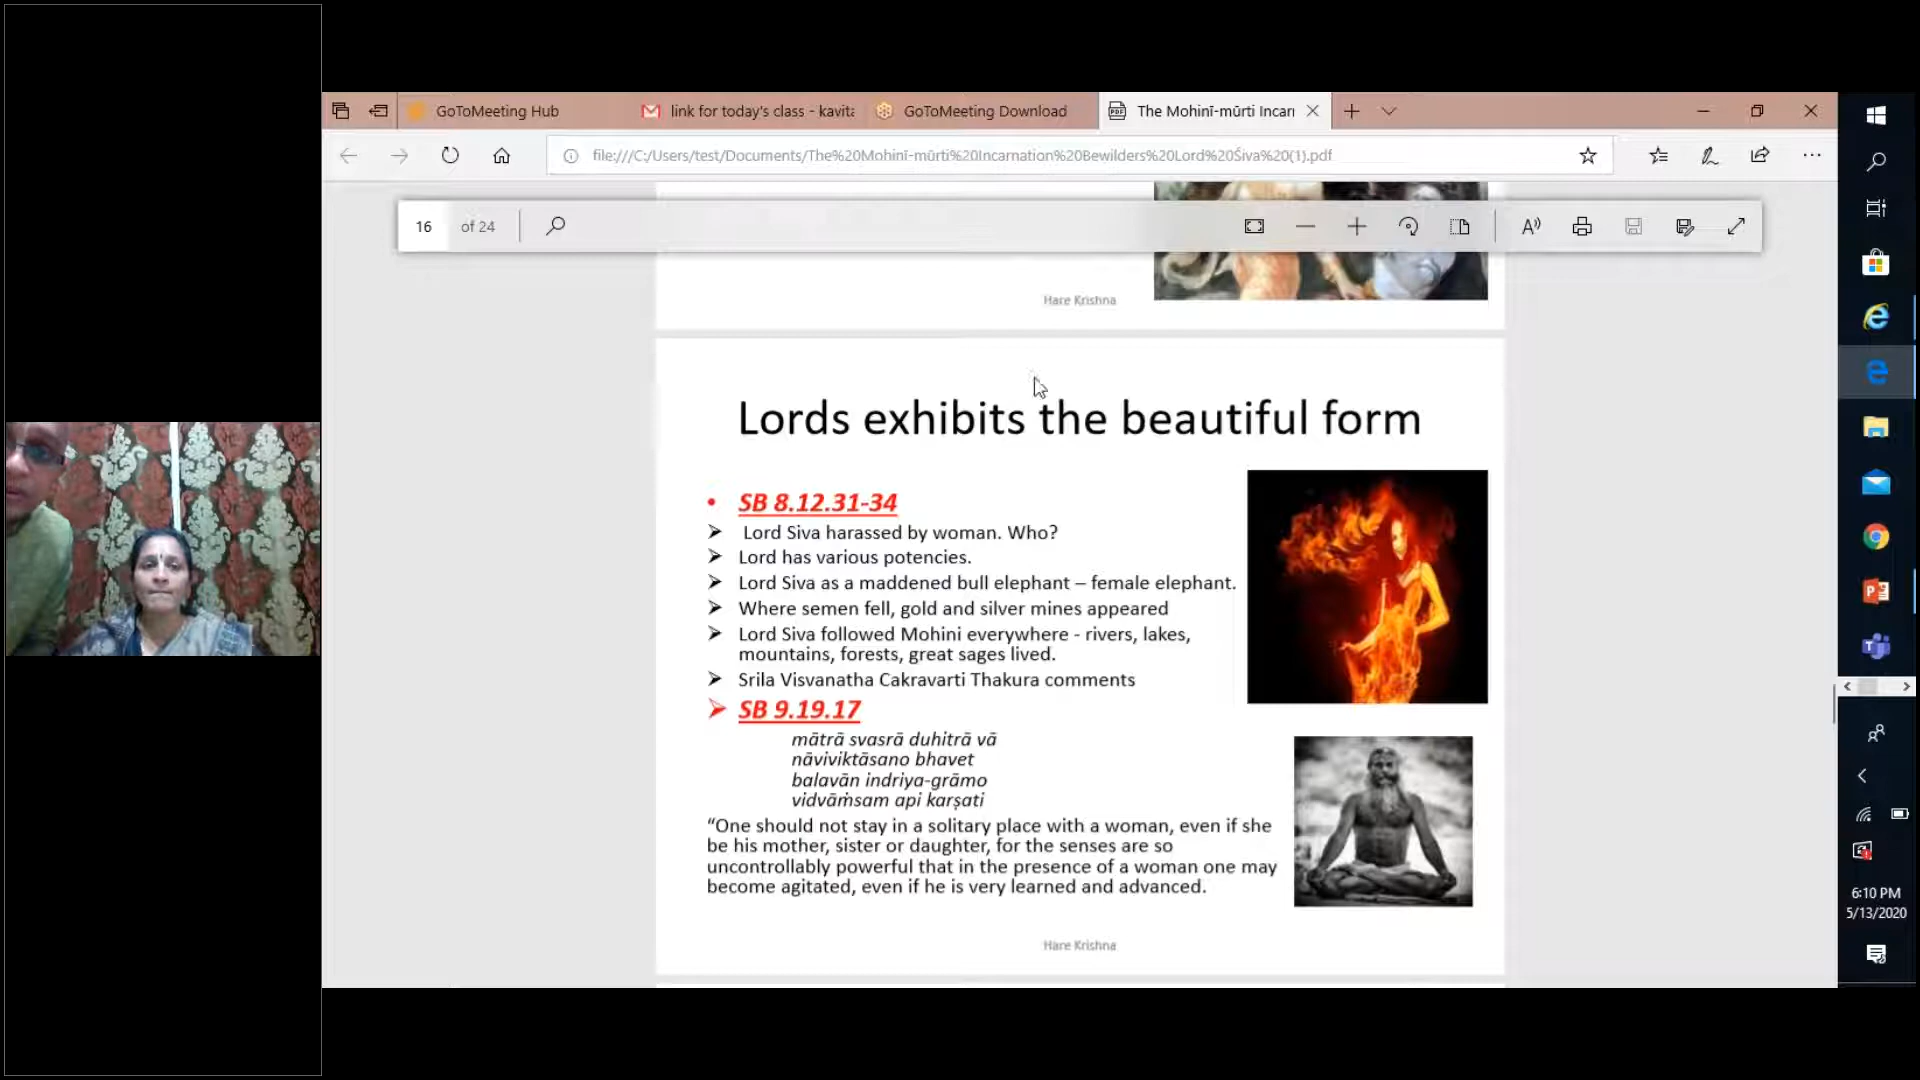 GoToMeeting Hub
link for today's class - kavita
GoToMeeting Download
The Mohinī-mūrti Incarn
file:///C:/Users/test/Documents/The%20Mohinī-mūrti%20Incarnation%20Bewilders%20Lord%20Śiva%20(1).pdf
16 of 24
Hare Krishna
Lords exhibits the beautiful form
• SB 8.12.31-34
➢ Lord Siva harassed by woman. Who?
➢ Lord has various potencies.
➢ Lord Siva as a maddened bull elephant – female elephant.
➢ Where semen fell, gold and silver mines appeared
➢ Lord Siva followed Mohini everywhere - rivers, lakes,
mountains, forests, great sages lived.
➢ Srila Visvanatha Cakravarti Thakura comments
➢ SB 9.19.17
mātrā svasrā duhitrā vā
nāviviktāsano bhavet
balavān indriya-grāmo
vidvāṁsam api karṣati
“One should not stay in a solitary place with a woman, even if she
be his mother, sister or daughter, for the senses are so
uncontrollably powerful that in the presence of a woman one may
become agitated, even if he is very learned and advanced.
Hare Krishna
6:10 PM
5/13/2020